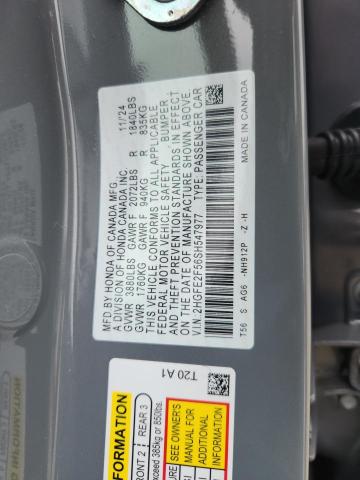 MFD BY HONDA OF CANADA MFG. 11/'24
A DIVISION OF HONDA CANADA INC.
GVWR 3880LBS GAWR F 2072LBS R 1840LBS
GVWR 1760KG GAWR F 940KG R 835KG
THIS VEHICLE CONFORMS TO ALL APPLICABLE
FEDERAL MOTOR VEHICLE SAFETY, BUMPER,
AND THEFT PREVENTION STANDARDS IN EFFECT
ON THE DATE OF MANUFACTURE SHOWN ABOVE.
V.I.N. 2HGFE2F56SH547977 TYPE: PASSENGER CAR
T56 S AG6 -NH912P -Z -H MADE IN CANADA
T20 A1
FORMATION
FRONT 2 REAR 3
exceed 385kg or 850lbs.
SEE OWNER'S
MANUAL FOR
ADDITIONAL
INFORMATION